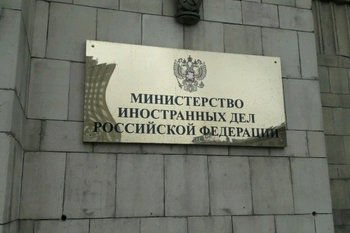 МИНИСТЕРСТВО
ИНОСТРАННЫХ ДЕЛ
РОССИЙСКОЙ ФЕДЕРАЦИИ